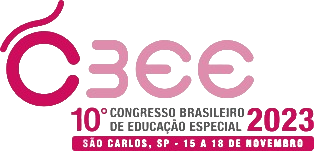 CBEE
10° CONGRESSO BRASILEIRO DE EDUCAÇÃO ESPECIAL 2023
SÃO CARLOS, SP - 15 A 18 DE NOVEMBRO